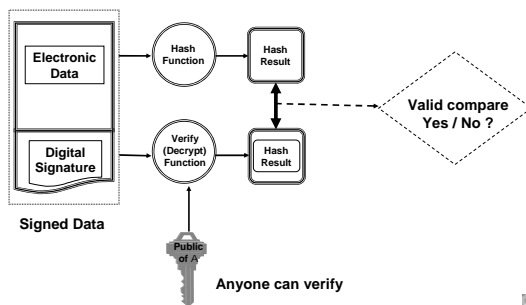 Electronic
Data
Hash
Function
Hash
Result
Valid compare
Yes / No ?
Digital
Signature
Verify
(Decrypt)
Function
Hash
Result
Signed Data
Public
of A
Anyone can verify